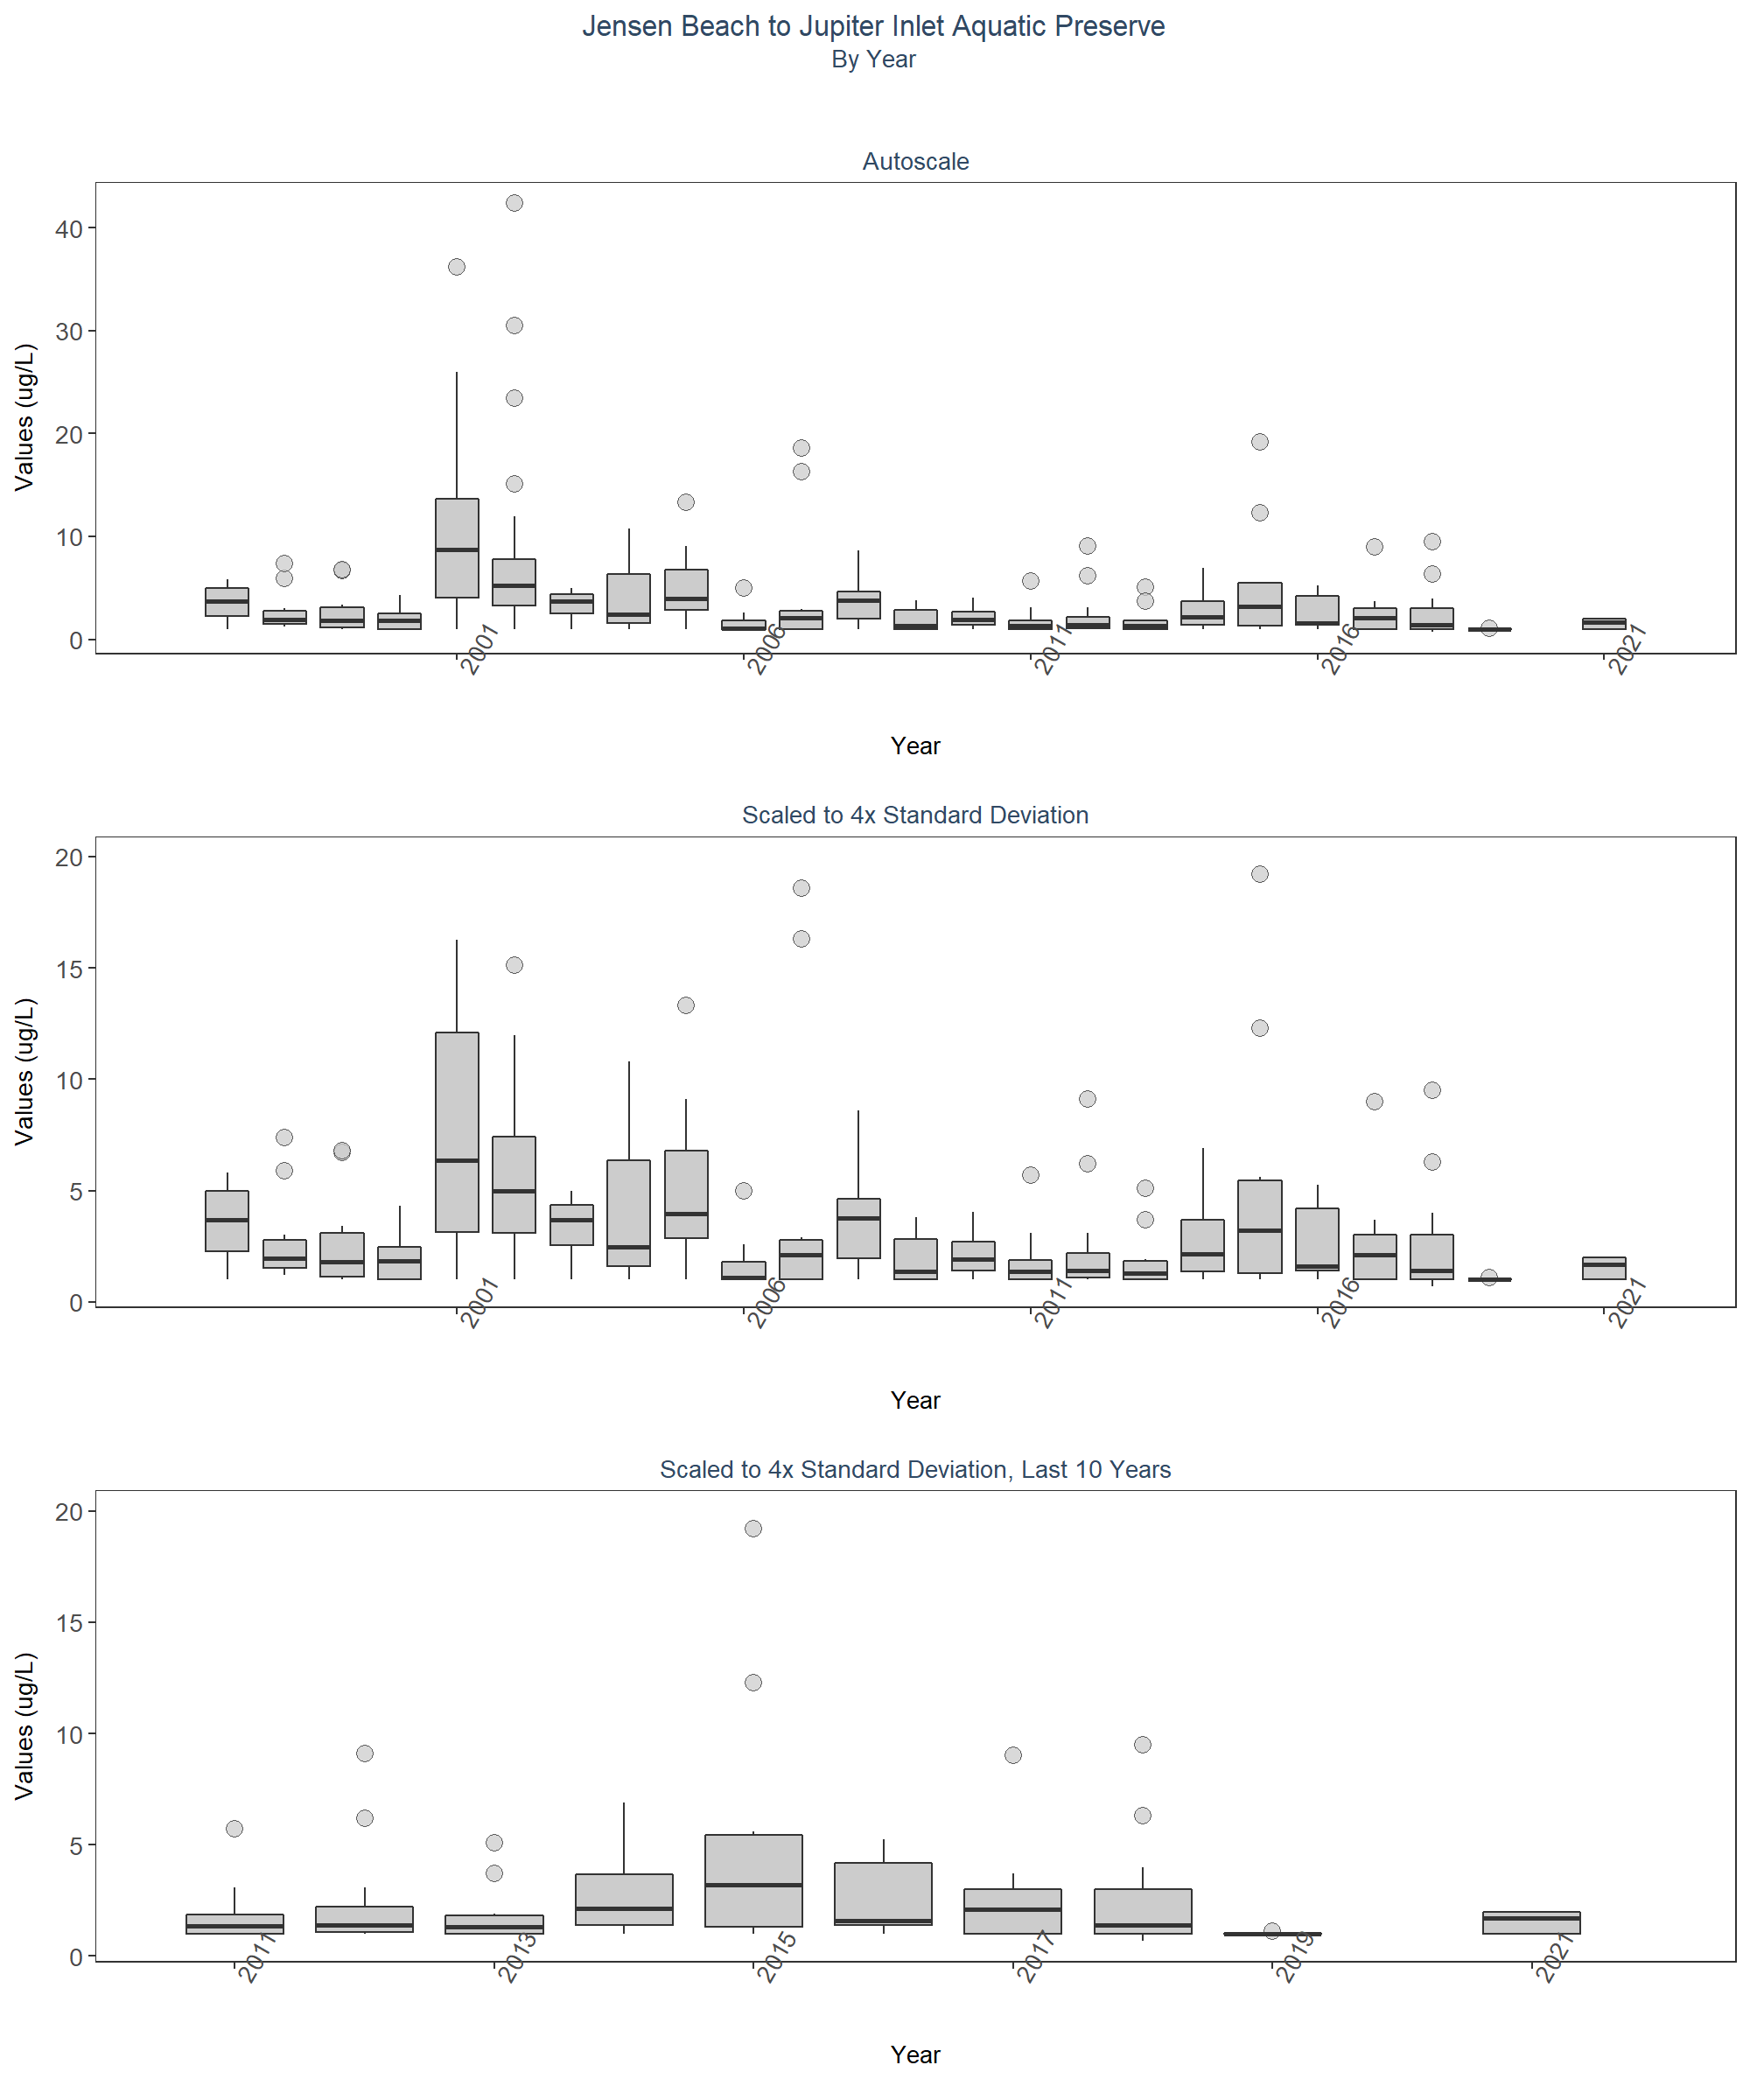 Jensen Beach to Jupiter Inlet Aquatic Preserve
By Year
Autoscale
Values (ug/L)
40
30
20
10
0
2001
2006
2011
2016
2021
Year
Scaled to 4x Standard Deviation
Values (ug/L)
20
15
10
5
0
2001
2006
2011
2016
2021
Year
Scaled to 4x Standard Deviation, Last 10 Years
Values (ug/L)
20
15
10
5
0
2011
2013
2015
2017
2019
2021
Year